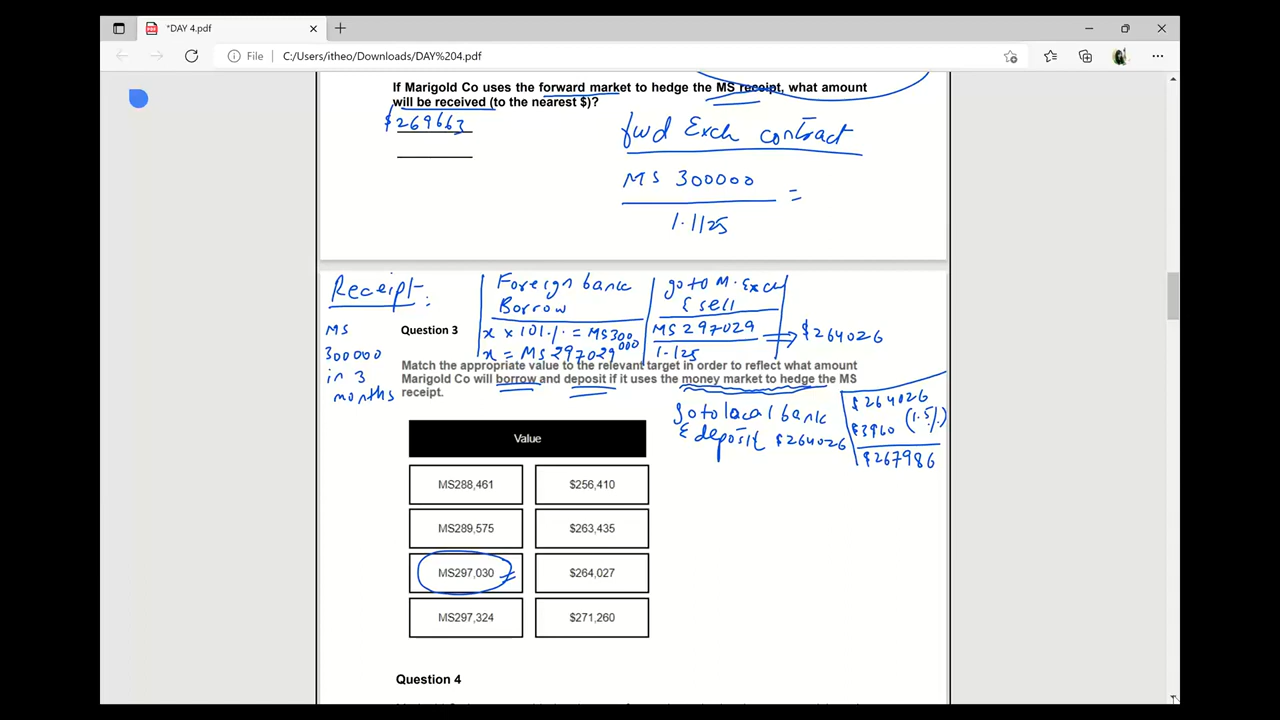 *DAY 4.pdf
File C:/Users/itheo/Downloads/DAY%204.pdf
If Marigold Co uses the forward market to hedge the MS receipt, what amount
will be received (to the nearest $)?
$269663
fwd Exch contract
MS 300000
=
1.1125
Receipt:
MS
300000
in 3
months
Foreign bank
Borrow
x x 101.% = MS300
000
x = MS 297029
go to M. Exch
& sell
MS 297029
1.125
$264026
Question 3
Match the appropriate value to the relevant target in order to reflect what amount
Marigold Co will borrow and deposit if it uses the money market to hedge the MS
receipt.
go to local bank
& deposit $264026
$264026
$3960 (1.5%)
$267986
Value
MS288,461 $256,410
MS289,575 $263,435
MS297,030 $264,027
MS297,324 $271,260
Question 4